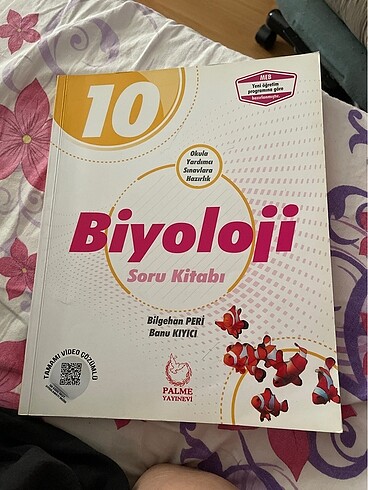 10
MEB
Yeni öğretim
programına göre
hazırlanmıştır.
Okula
Yardımcı
Sınavlara
Hazırlık
Biyoloji
Soru Kitabı
Bilgehan PERİ
Banu KIYICI
TAMAMI VİDEO ÇÖZÜMLÜ
PALME
YAYINEVİ